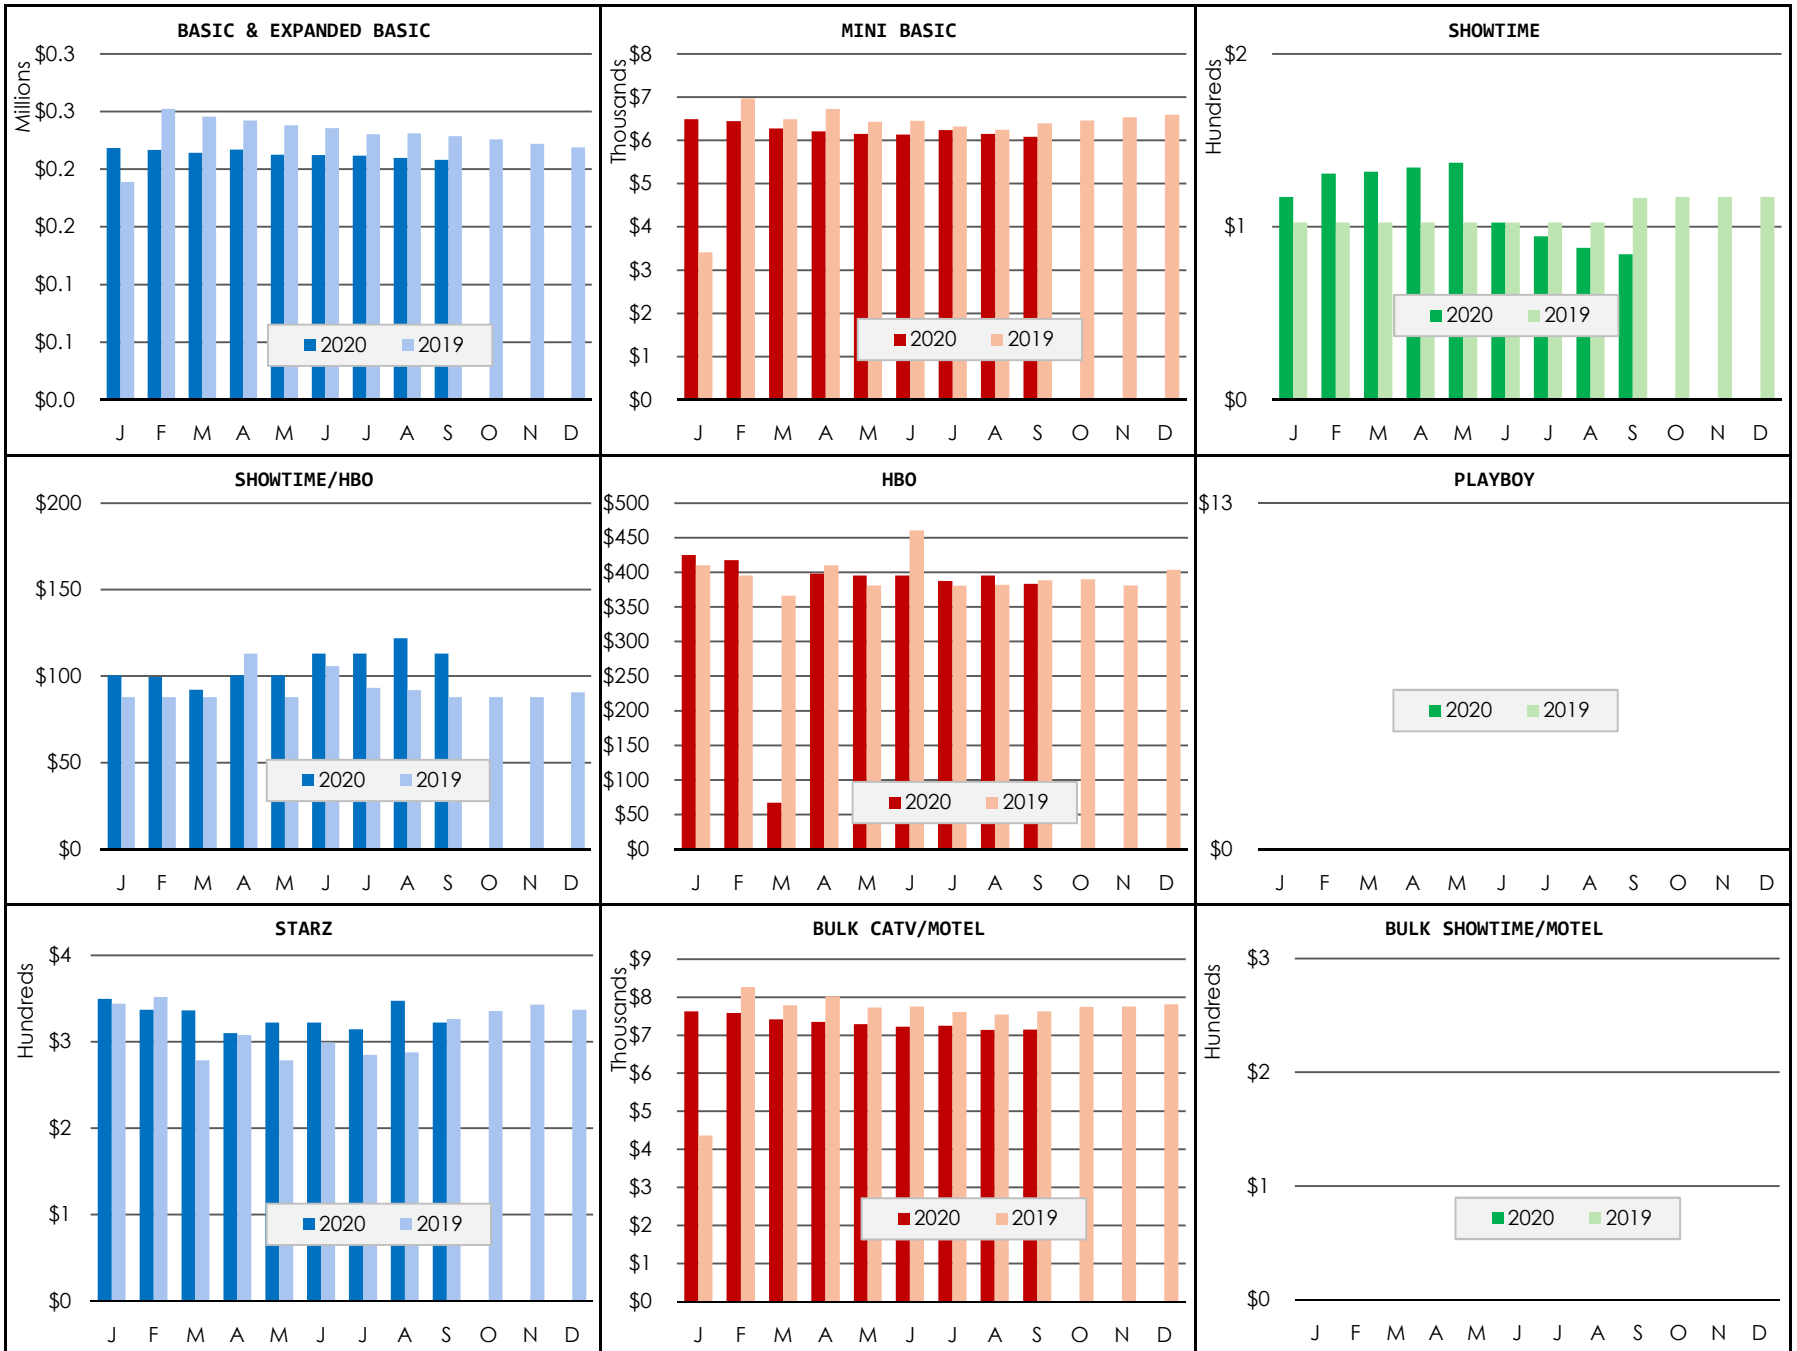 BASIC & EXPANDED BASIC
Millions
$0.3
$0.3
$0.2
$0.2
$0.1
$0.1
$0.0
2020 2019
J F M A M J J A S O N D
MINI BASIC
Thousands
$8
$7
$6
$5
$4
$3
$2
$1
$0
2020 2019
J F M A M J J A S O N D
SHOWTIME
Hundreds
$2
$1
$0
2020 2019
J F M A M J J A S O N D
SHOWTIME/HBO
$200
$150
$100
$50
$0
2020 2019
J F M A M J J A S O N D
HBO
$500
$450
$400
$350
$300
$250
$200
$150
$100
$50
$0
2020 2019
J F M A M J J A S O N D
PLAYBOY
$13
$0
2020 2019
J F M A M J J A S O N D
STARZ
Hundreds
$4
$3
$2
$1
$0
2020 2019
J F M A M J J A S O N D
BULK CATV/MOTEL
Thousands
$9
$8
$7
$6
$5
$4
$3
$2
$1
$0
2020 2019
J F M A M J J A S O N D
BULK SHOWTIME/MOTEL
Hundreds
$3
$2
$1
$0
2020 2019
J F M A M J J A S O N D